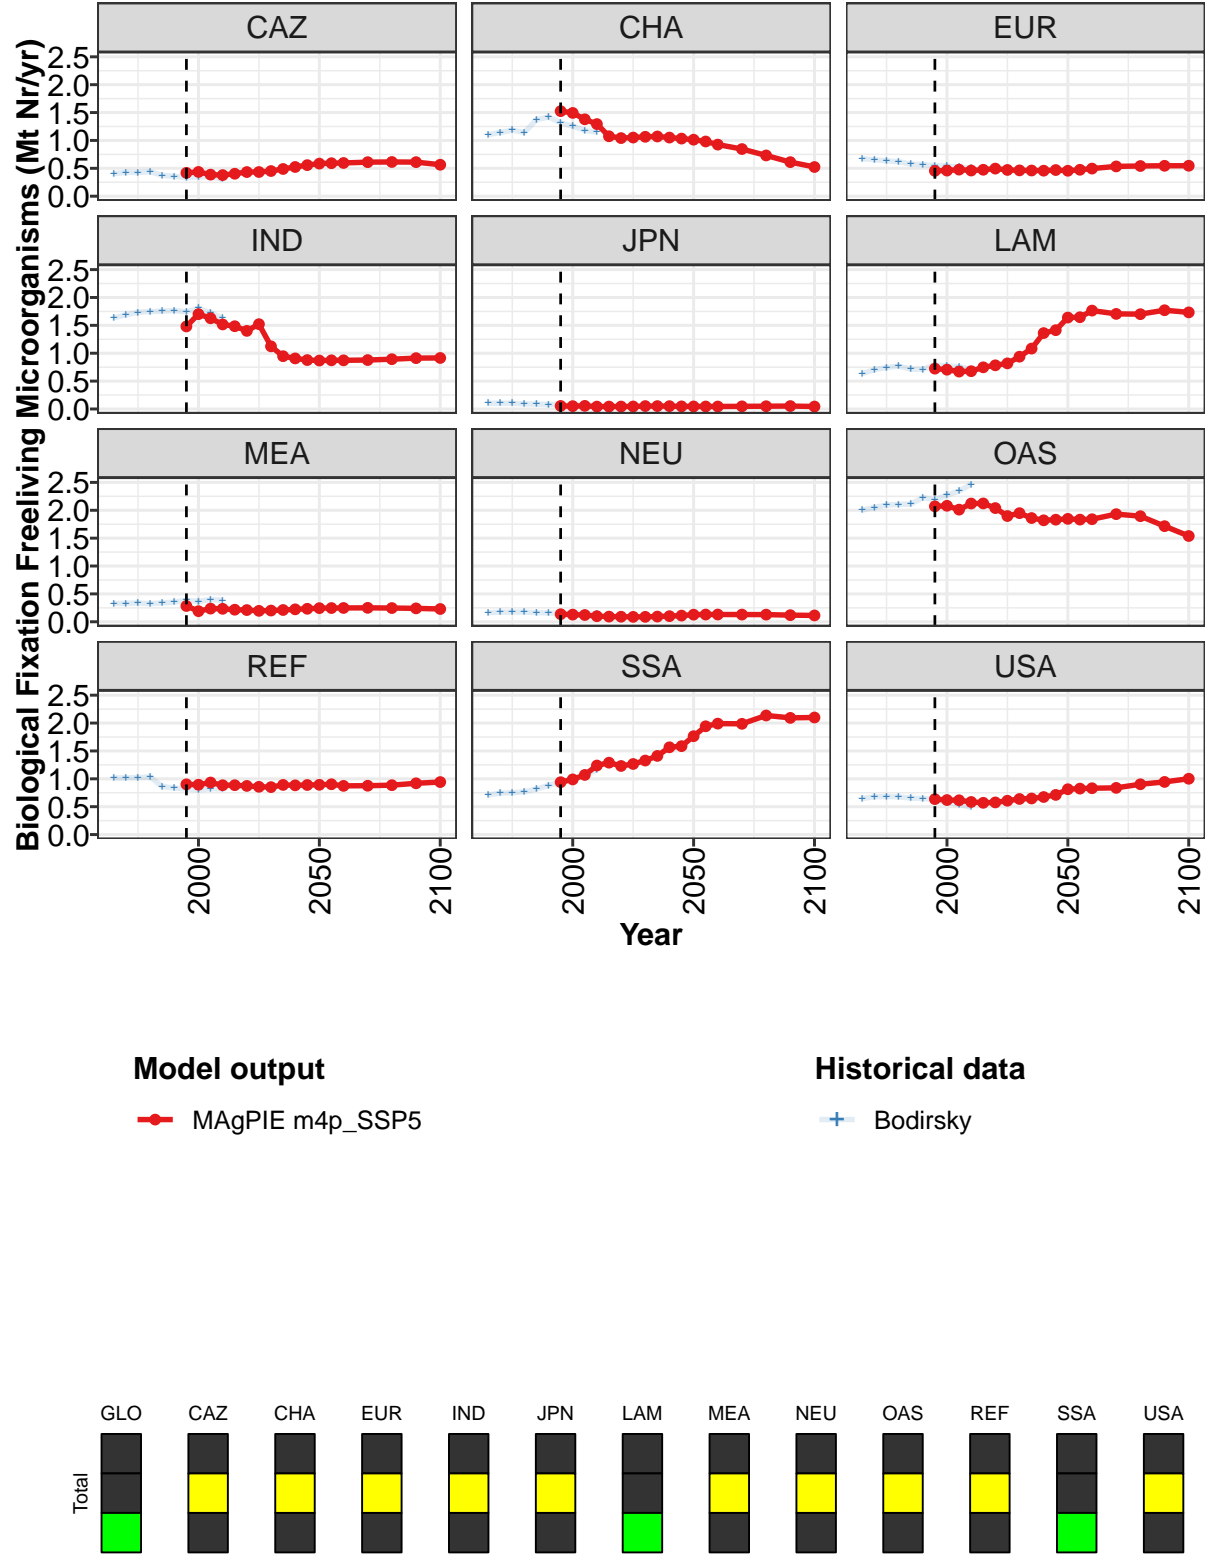 Biological Fixation Freeliving Microorganisms (Mt Nr/yr)
CAZ CHA EUR
2.5
2.0
1.5
1.0
0.5
0.0
IND JPN LAM
2.5
2.0
1.5
1.0
0.5
0.0
MEA NEU OAS
2.5
2.0
1.5
1.0
0.5
0.0
REF SSA USA
2.5
2.0
1.5
1.0
0.5
0.0
2000 2050 2100 2000 2050 2100 2000 2050 2100
Year
Model output Historical data
MAgPIE m4p_SSP5 Bodirsky
GLO CAZ CHA EUR IND JPN LAM MEA NEU OAS REF SSA USA
Total